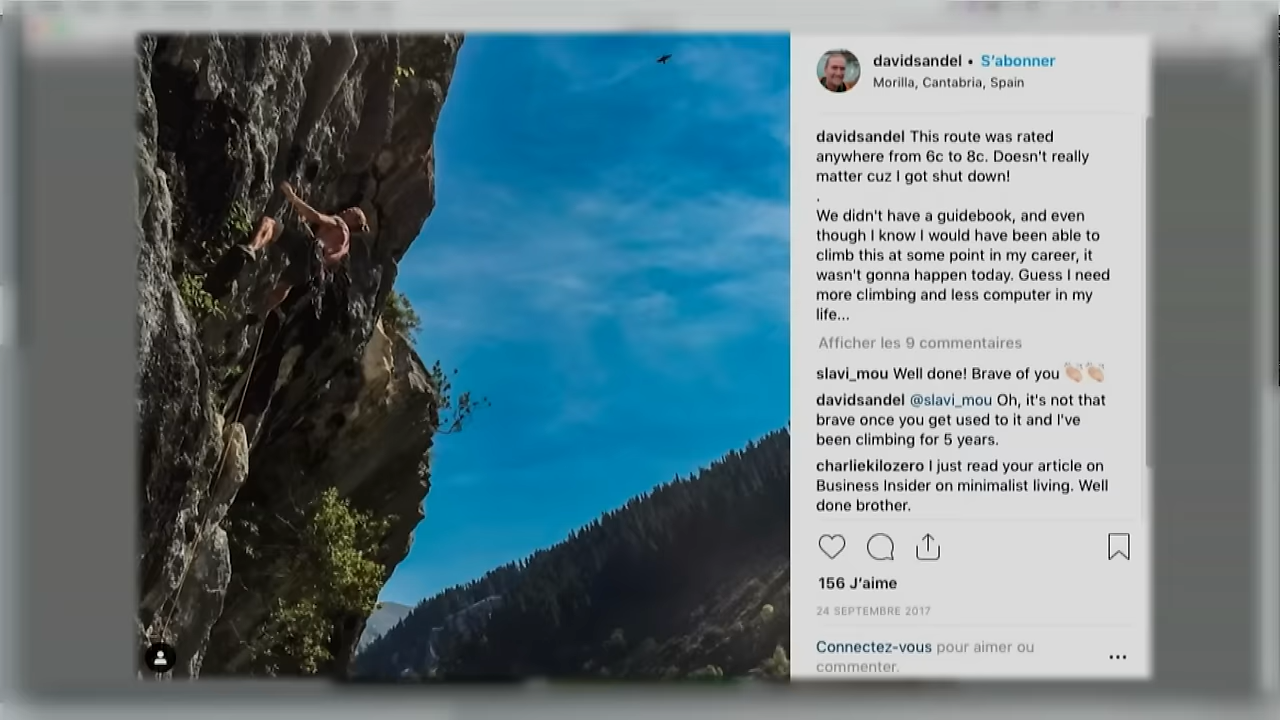 davidsandel • S'abonner
Morilla, Cantabria, Spain
davidsandel This route was rated
anywhere from 6c to 8c. Doesn't really
matter cuz I got shut down!
.
We didn't have a guidebook, and even
though I know I would have been able to
climb this at some point in my career, it
wasn't gonna happen today. Guess I need
more climbing and less computer in my
life...
Afficher les 9 commentaires
slavi_mou Well done! Brave of you 👏🏻👏🏻
davidsandel @slavi_mou Oh, it's not that
brave once you get used to it and I've
been climbing for 5 years.
charliekilozero I just read your article on
Business Insider on minimalist living. Well
done brother.
156 J'aime
24 SEPTEMBRE 2017
Connectez-vous pour aimer ou
commenter.